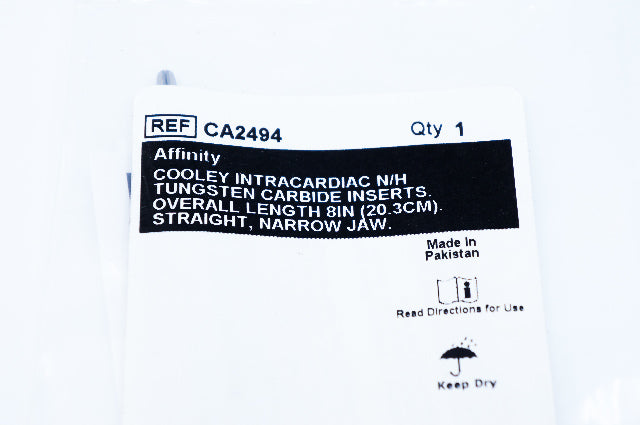 REF CA2494 Qty 1
Affinity
COOLEY INTRACARDIAC N/H
TUNGSTEN CARBIDE INSERTS.
OVERALL LENGTH 8IN (20.3CM).
STRAIGHT, NARROW JAW.
Made In
Pakistan
i
Read Directions for Use
Keep Dry